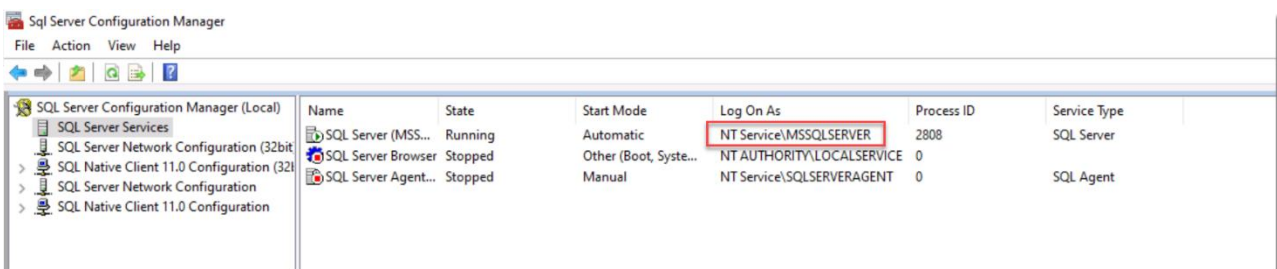 Sql Server Configuration Manager
File Action View Help
SQL Server Configuration Manager (Local)
SQL Server Services
SQL Server Network Configuration (32bit
SQL Native Client 11.0 Configuration (32l
SQL Server Network Configuration
SQL Native Client 11.0 Configuration
Name State Start Mode Log On As Process ID Service Type
SQL Server (MSS... Running Automatic NT Service\MSSQLSERVER 2808 SQL Server
SQL Server Browser Stopped Other (Boot, Syste... NT AUTHORITY\LOCALSERVICE 0
SQL Server Agent... Stopped Manual NT Service\SQLSERVERAGENT 0 SQL Agent